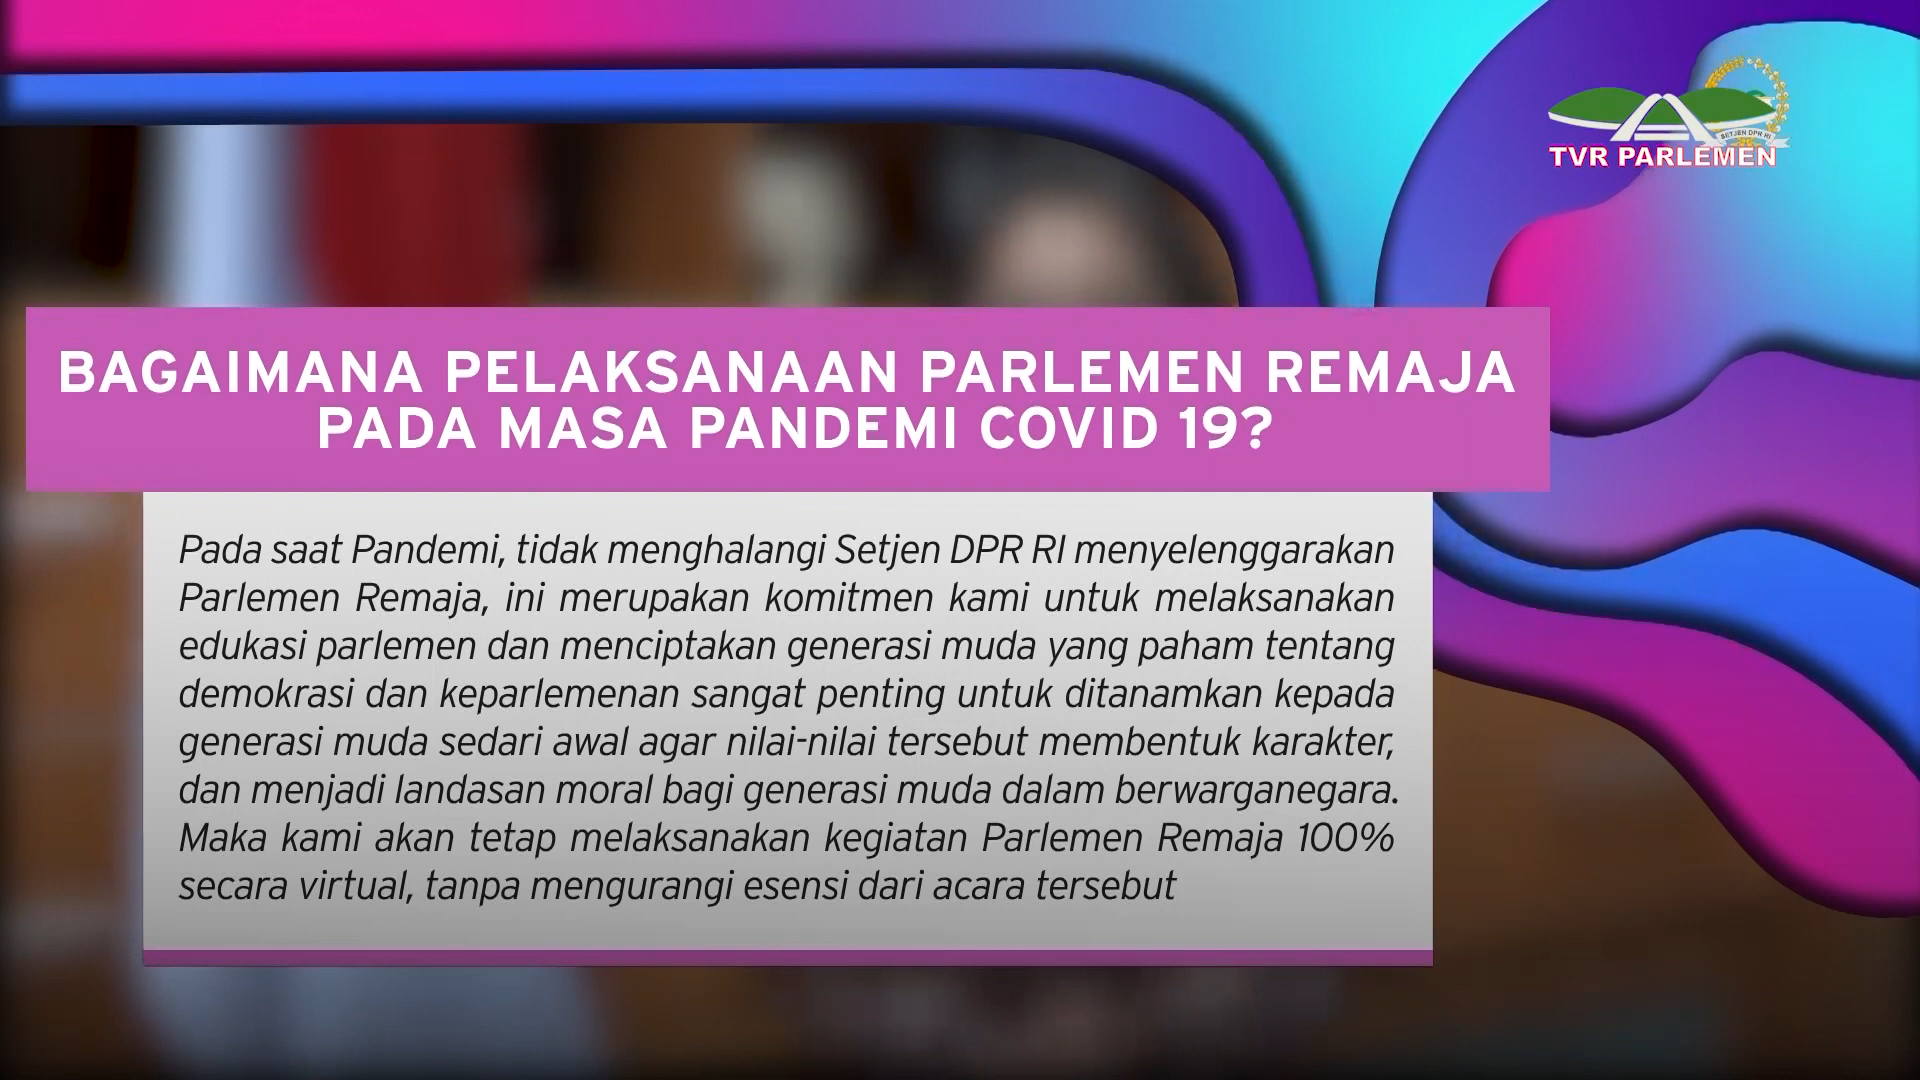 SETJEN DPR RI
TVR PARLEMEN
BAGAIMANA PELAKSANAAN PARLEMEN REMAJA
PADA MASA PANDEMI COVID 19?
Pada saat Pandemi, tidak menghalangi Setjen DPR RI menyelenggarakan
Parlemen Remaja, ini merupakan komitmen kami untuk melaksanakan
edukasi parlemen dan menciptakan generasi muda yang paham tentang
demokrasi dan keparlemenan sangat penting untuk ditanamkan kepada
generasi muda sedari awal agar nilai-nilai tersebut membentuk karakter,
dan menjadi landasan moral bagi generasi muda dalam berwarganegara.
Maka kami akan tetap melaksanakan kegiatan Parlemen Remaja 100%
secara virtual, tanpa mengurangi esensi dari acara tersebut